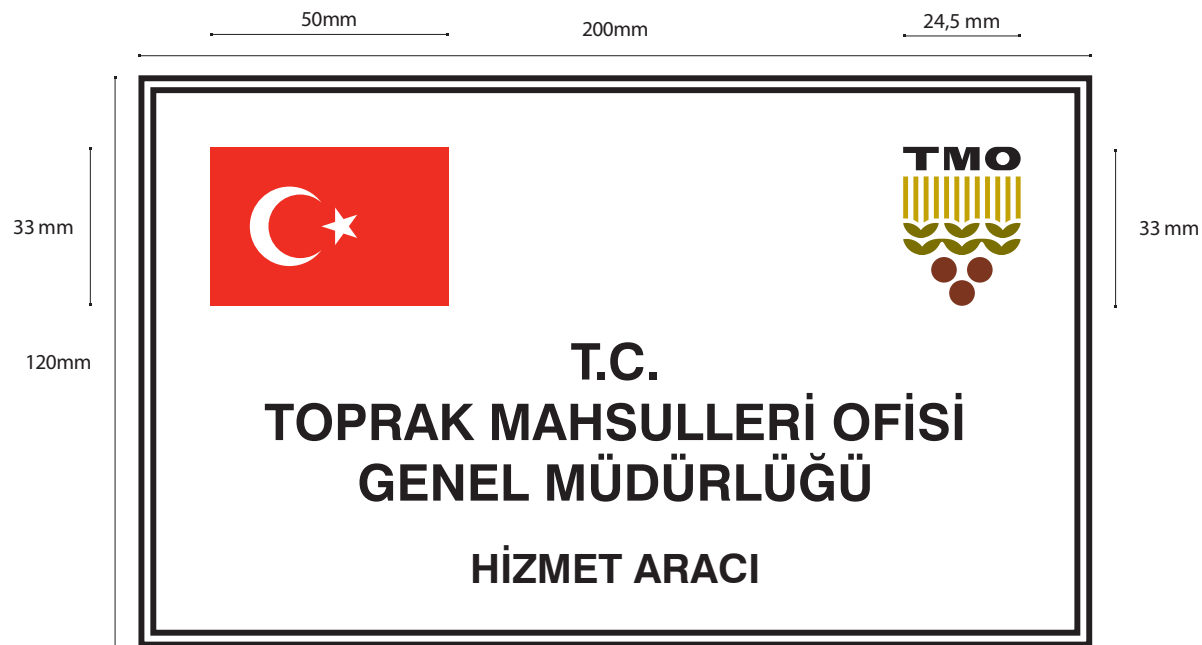 50mm
200mm
24,5 mm
33 mm
TMO
33 mm
120mm
T.C.
TOPRAK MAHSULLERİ OFİSİ
GENEL MÜDÜRLÜĞÜ
HİZMET ARACI